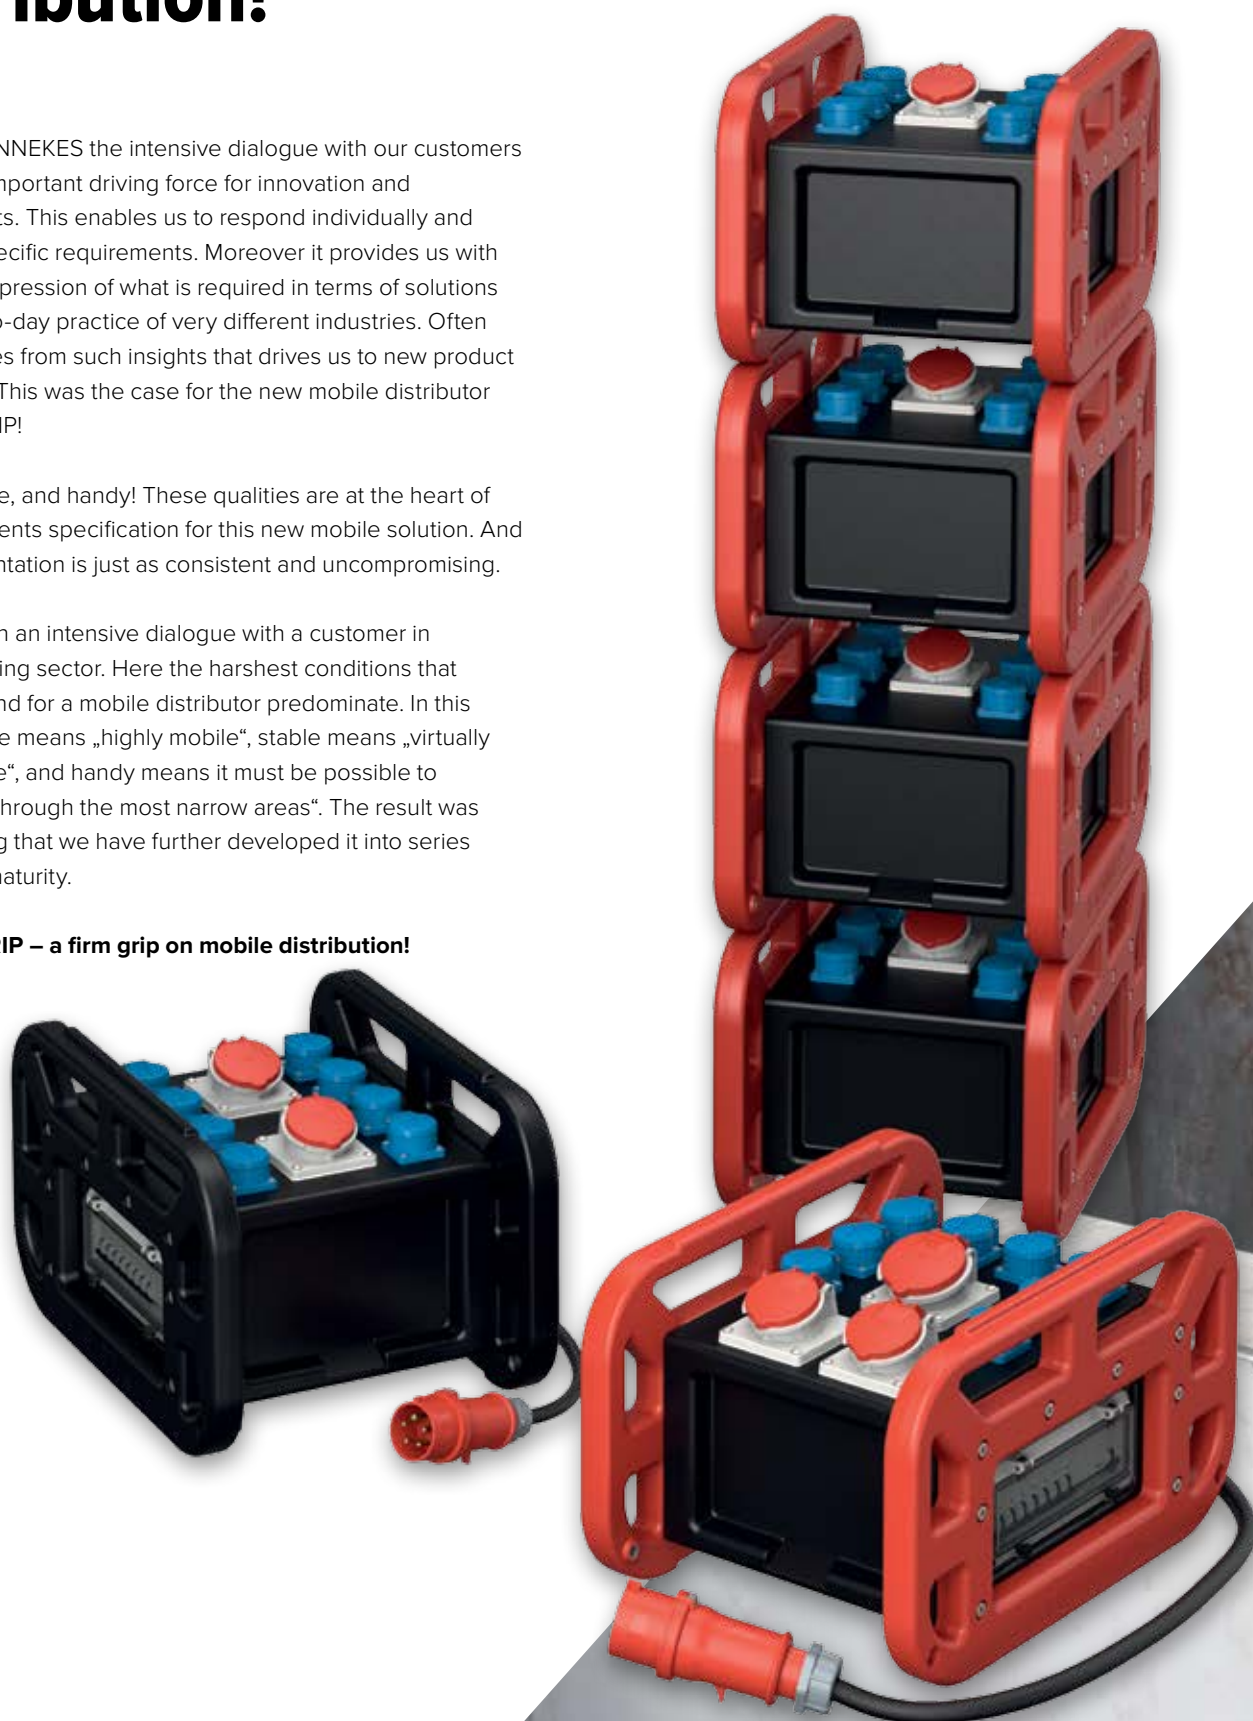 ibution!
NNEKES the intensive dialogue with our customers
mportant driving force for innovation and
ts. This enables us to respond individually and
ecific requirements. Moreover it provides us with
pression of what is required in terms of solutions
o-day practice of very different industries. Often
es from such insights that drives us to new product
This was the case for the new mobile distributor
IP!
e, and handy! These qualities are at the heart of
ents specification for this new mobile solution. And
ntation is just as consistent and uncompromising.
n an intensive dialogue with a customer in
ing sector. Here the harshest conditions that
nd for a mobile distributor predominate. In this
e means „highly mobile“, stable means „virtually
e“, and handy means it must be possible to
through the most narrow areas“. The result was
g that we have further developed it into series
naturity.
RIP – a firm grip on mobile distribution!